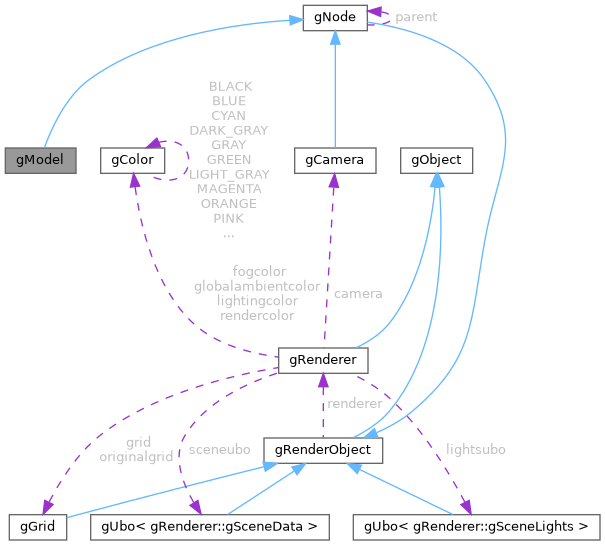 gNode
parent
BLACK
BLUE
CYAN
DARK_GRAY
GRAY
GREEN
LIGHT_GRAY
MAGENTA
ORANGE
PINK
...
gModel
gColor
gCamera
gObject
fogcolor
globalambientcolor
lightingcolor
rendercolor
camera
gRenderer
renderer
grid
originalgrid
sceneubo
gRenderObject
lightsubo
gGrid
gUbo< gRenderer::gSceneData >
gUbo< gRenderer::gSceneLights >